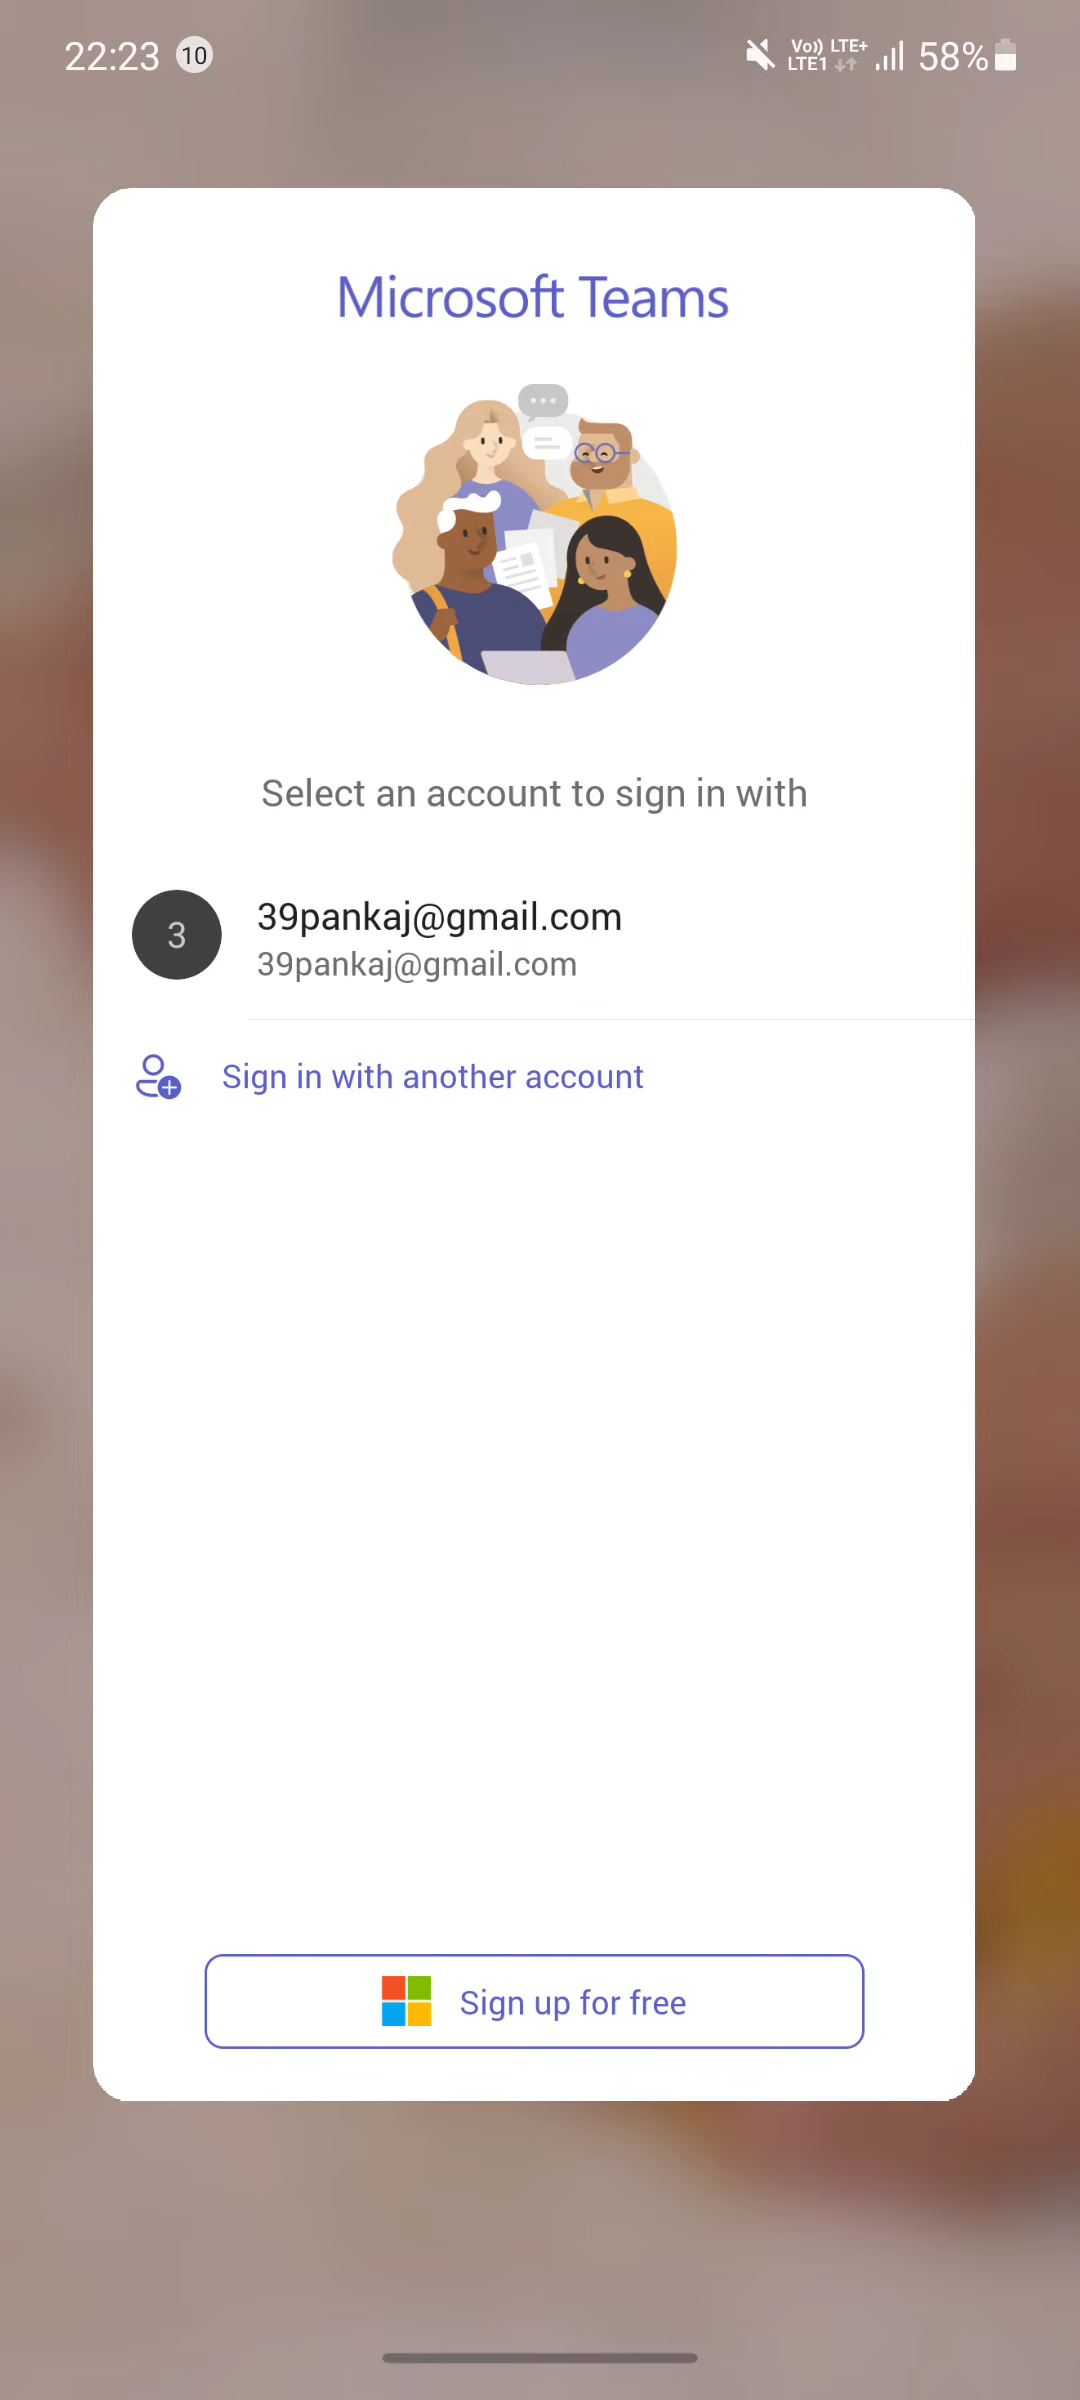 22:23 10 Vo)) LTE+ LTE1 58%
Microsoft Teams
Select an account to sign in with
3
39pankaj@gmail.com
39pankaj@gmail.com
Sign in with another account
Sign up for free